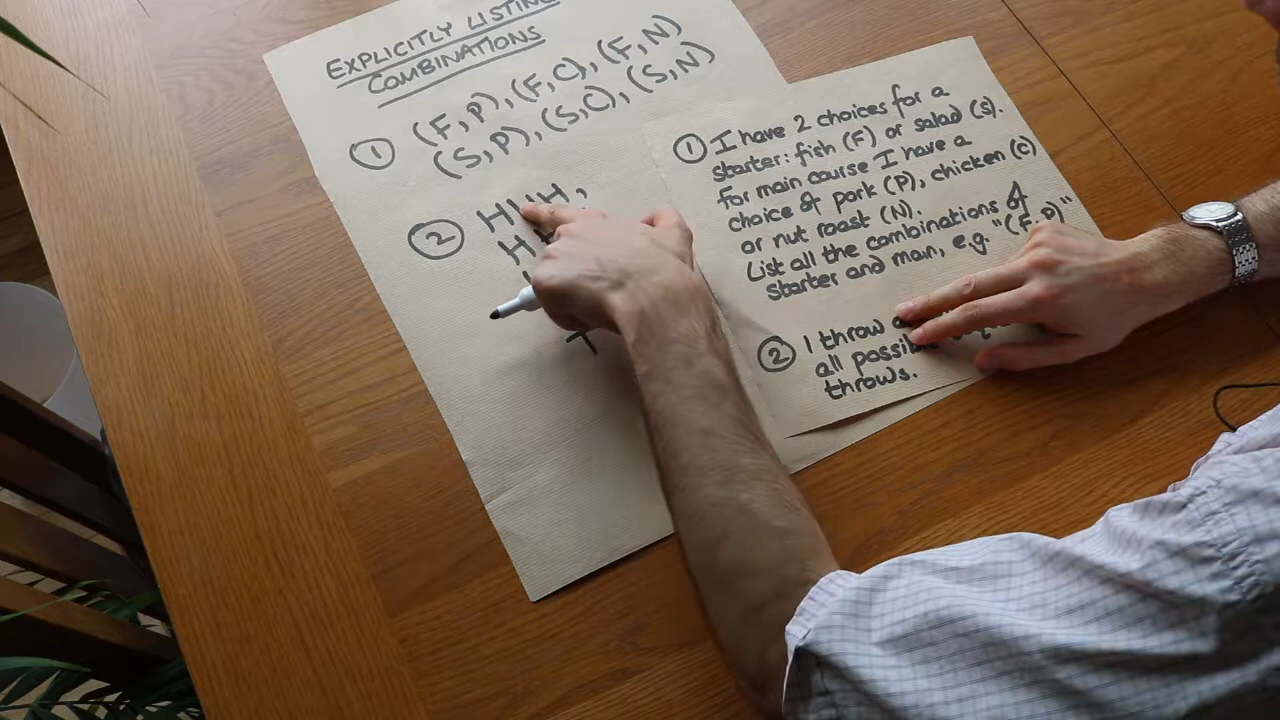 EXPLICITLY LISTING
COMBINATIONS
① (F,P), (F,C), (F,N)
(S,P), (S,C), (S,N)
② HHH,
H
T
① I have 2 choices for a
starter: fish (F) or salad (S).
for main course I have a
choice of pork (P), chicken (C)
or nut roast (N).
List all the combinations of
starter and main, e.g. "(F,P)"
② I throw
all
throws.